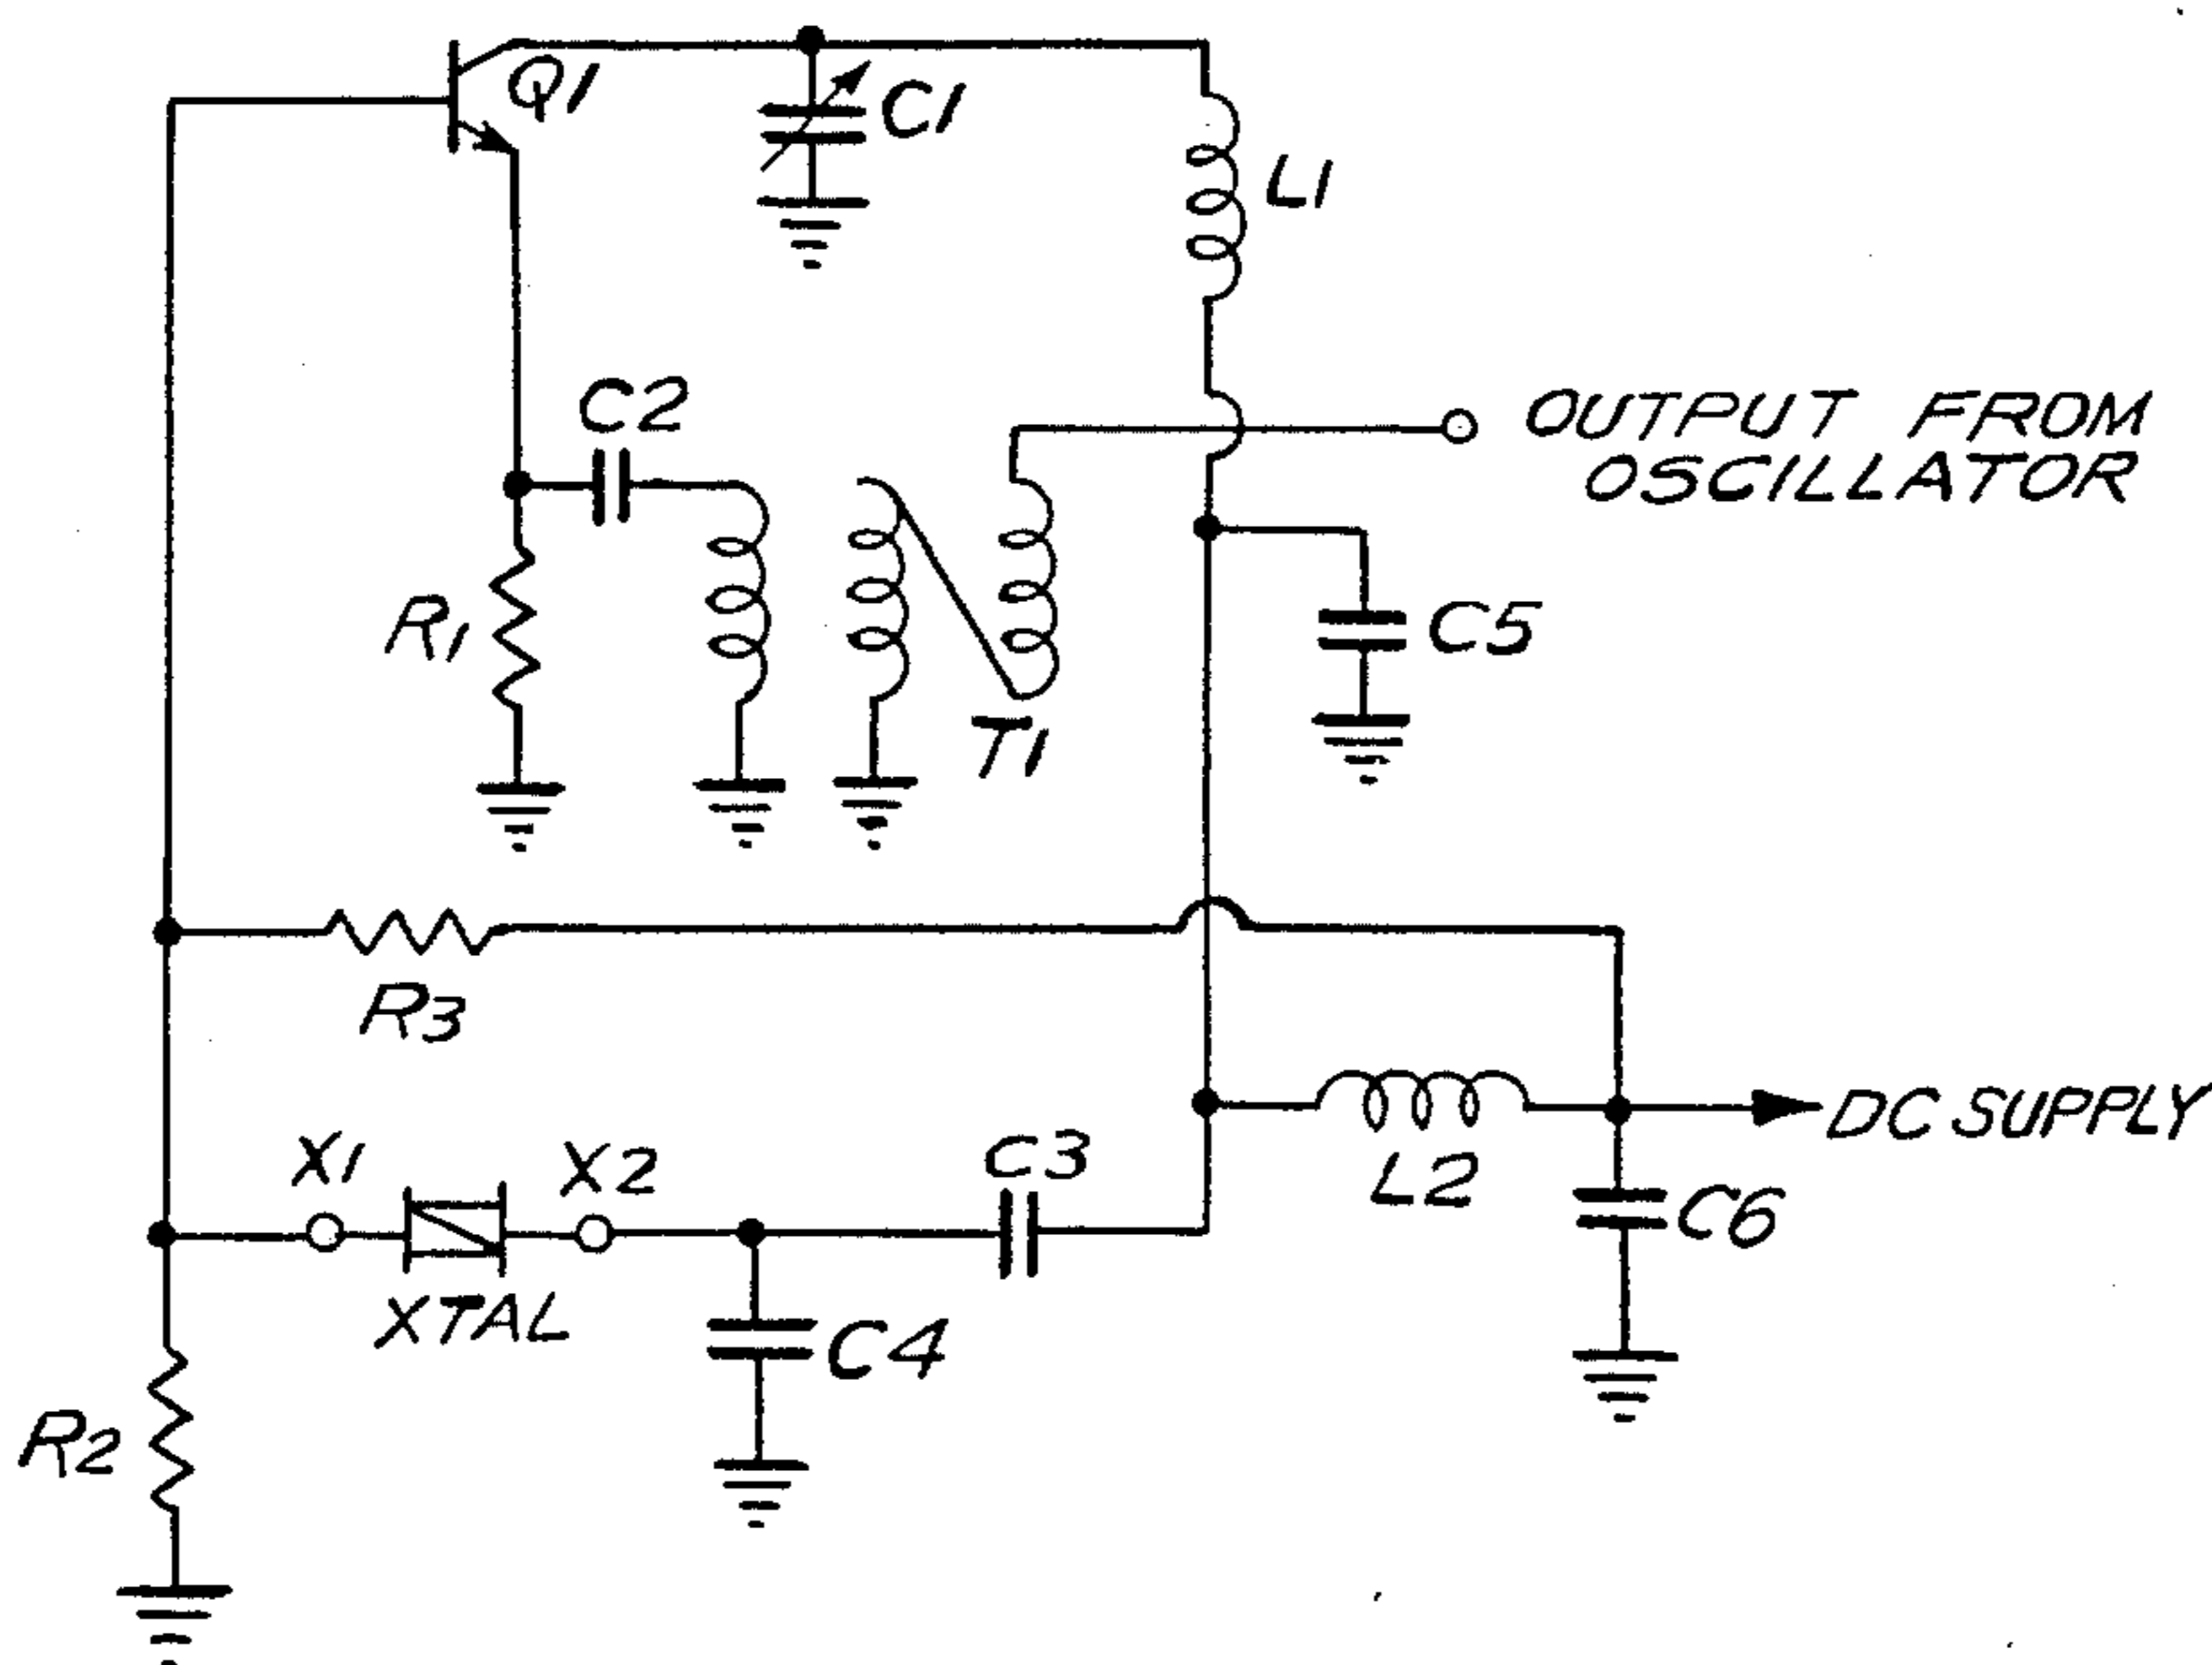 Q1
C1
L1
C2
OUTPUT FROM
OSCILLATOR
R1
C5
T1
R3
X1
X2
C3
DC SUPPLY
L2
C6
XTAL
C4
R2